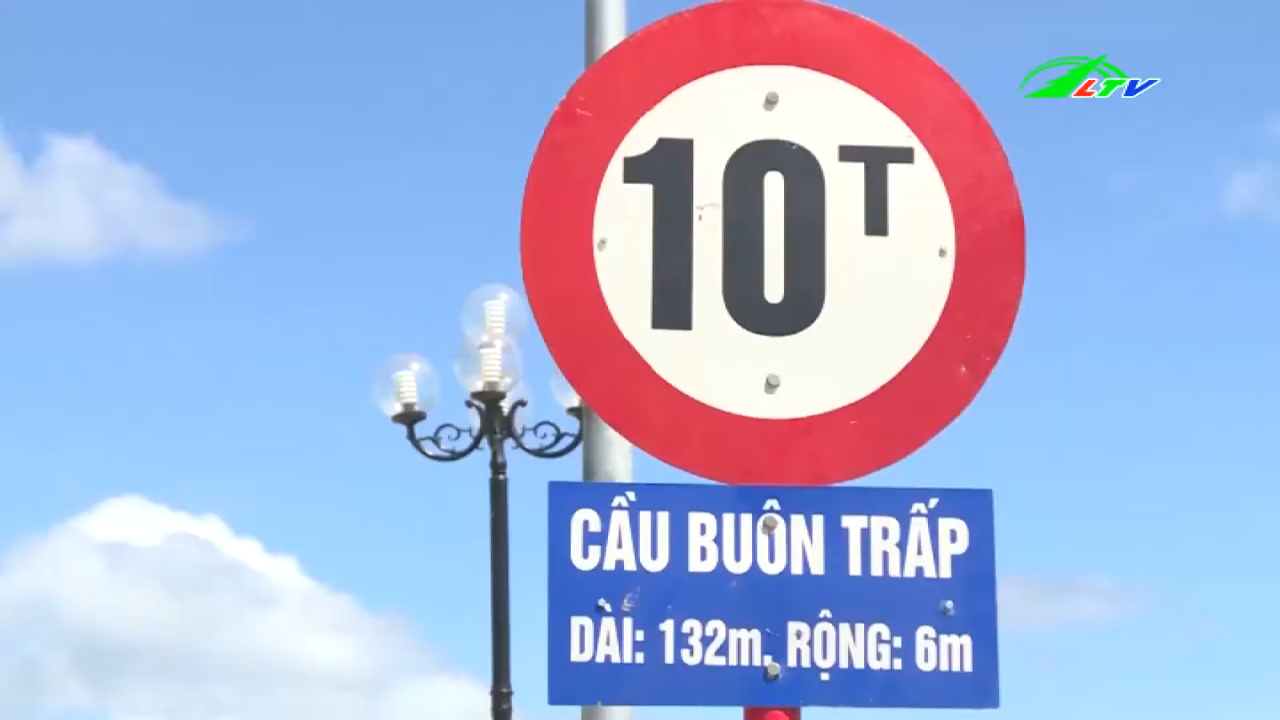 LTV
10T
CẦU BUÔN TRẤP
DÀI: 132m, RỘNG: 6m